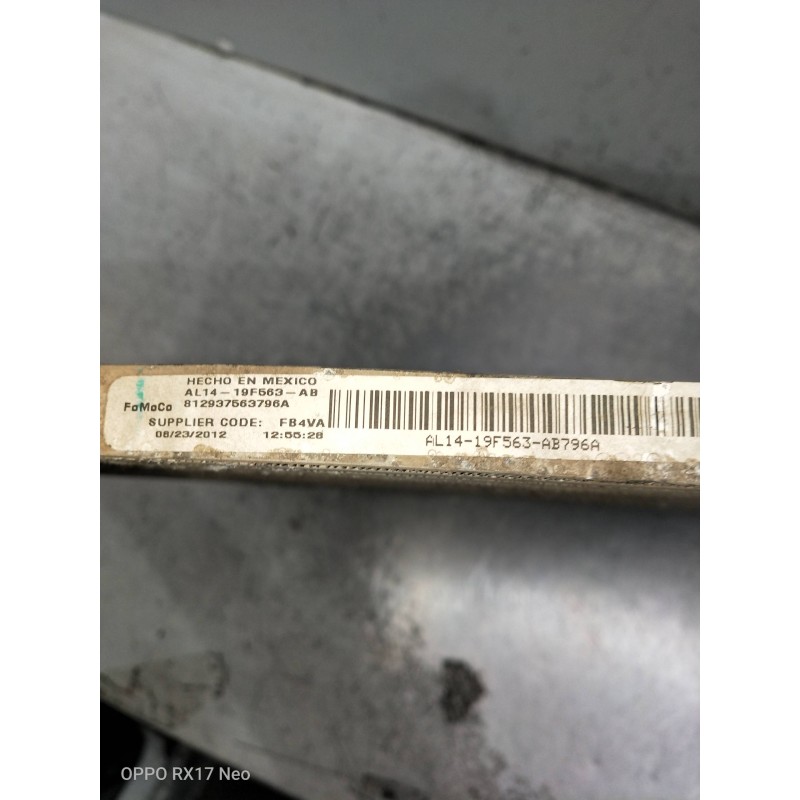 HECHO EN MEXICO
AL14-19F563-AB
FoMoCo 812937563796A
SUPPLIER CODE: FB4VA
08/23/2012 12:55:28
AL14-19F563-AB796A
OPPO RX17 Neo